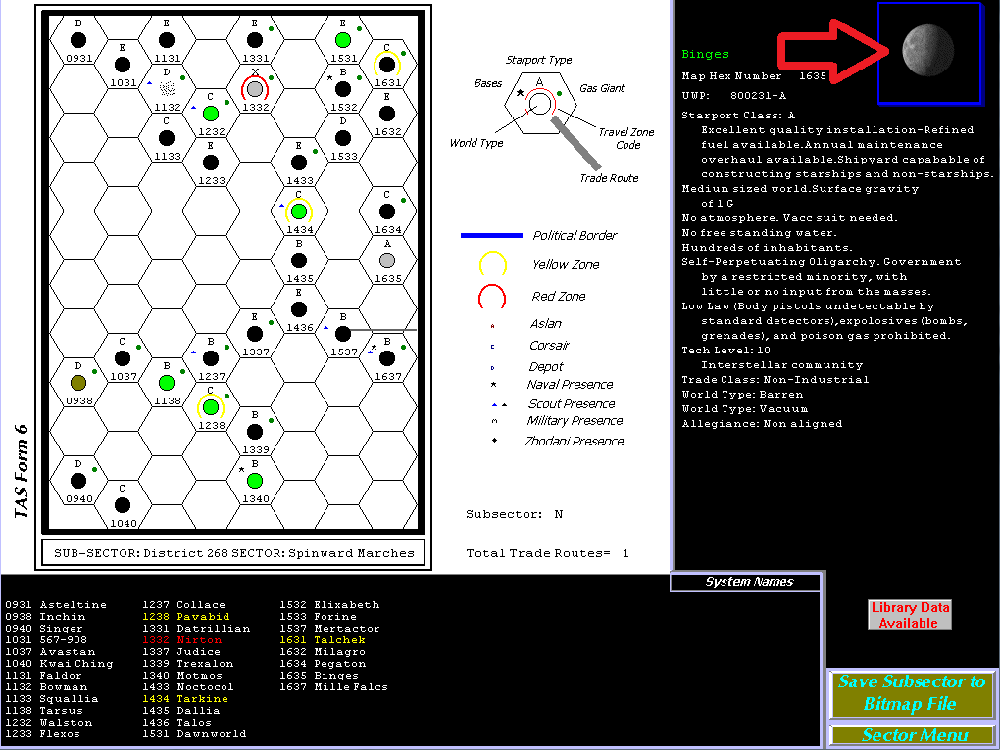 B E E E E
0931 1131 1331 1531
E C
1031 1631
D X B
1132 1332 1532
C E
1232 1632
C D
1133 1533
E E
1233 1433
C C
1434 1634
B A
1435 1635
E
1436
E B
1337 1537
C B B
1037 1237 1637
D B
0938 1138
C
1238
B
1339
D B
0940 1340
C
1040
TAS Form 6
SUB-SECTOR: District 268 SECTOR: Spinward Marches
Starport Type
Bases
A
Gas Giant
World Type
Travel Zone
Code
Trade Route
Political Border
Yellow Zone
Red Zone
A Aslan
C Corsair
D Depot
Naval Presence
Scout Presence
M Military Presence
Zhodani Presence
Subsector: N
Total Trade Routes= 1
Binges
Map Hex Number 1635
UWP: 800231-A
Starport Class: A
Excellent quality installation-Refined
fuel available.Annual maintenance
overhaul available.Shipyard capabable of
constructing starships and non-starships.
Medium sized world.Surface gravity
of 1 G
No atmosphere. Vacc suit needed.
No free standing water.
Hundreds of inhabitants.
Self-Perpetuating Oligarchy. Government
by a restricted minority, with
little or no input from the masses.
Low Law (Body pistols undetectable by
standard detectors),expolosives (bombs,
grenades), and poison gas prohibited.
Tech Level: 10
Interstellar community
Trade Class: Non-Industrial
World Type: Barren
World Type: Vacuum
Allegiance: Non aligned
System Names
0931 Asteltine 1237 Collace 1532 Elixabeth
0938 Inchin 1238 Pavabid 1533 Forine
0940 Singer 1331 Datrillian 1537 Mertactor
1031 567-908 1332 Nirton 1631 Talchek
1037 Avastan 1337 Judice 1632 Milagro
1040 Kwai Ching 1339 Trexalon 1634 Pegaton
1131 Faldor 1340 Motmos 1635 Binges
1132 Bowman 1433 Noctocol 1637 Mille Falcs
1133 Squallia 1434 Tarkine
1138 Tarsus 1435 Dallia
1232 Walston 1436 Talos
1233 Flexos 1531 Dawnworld
Library Data
Available
Save Subsector to
Bitmap File
Sector Menu